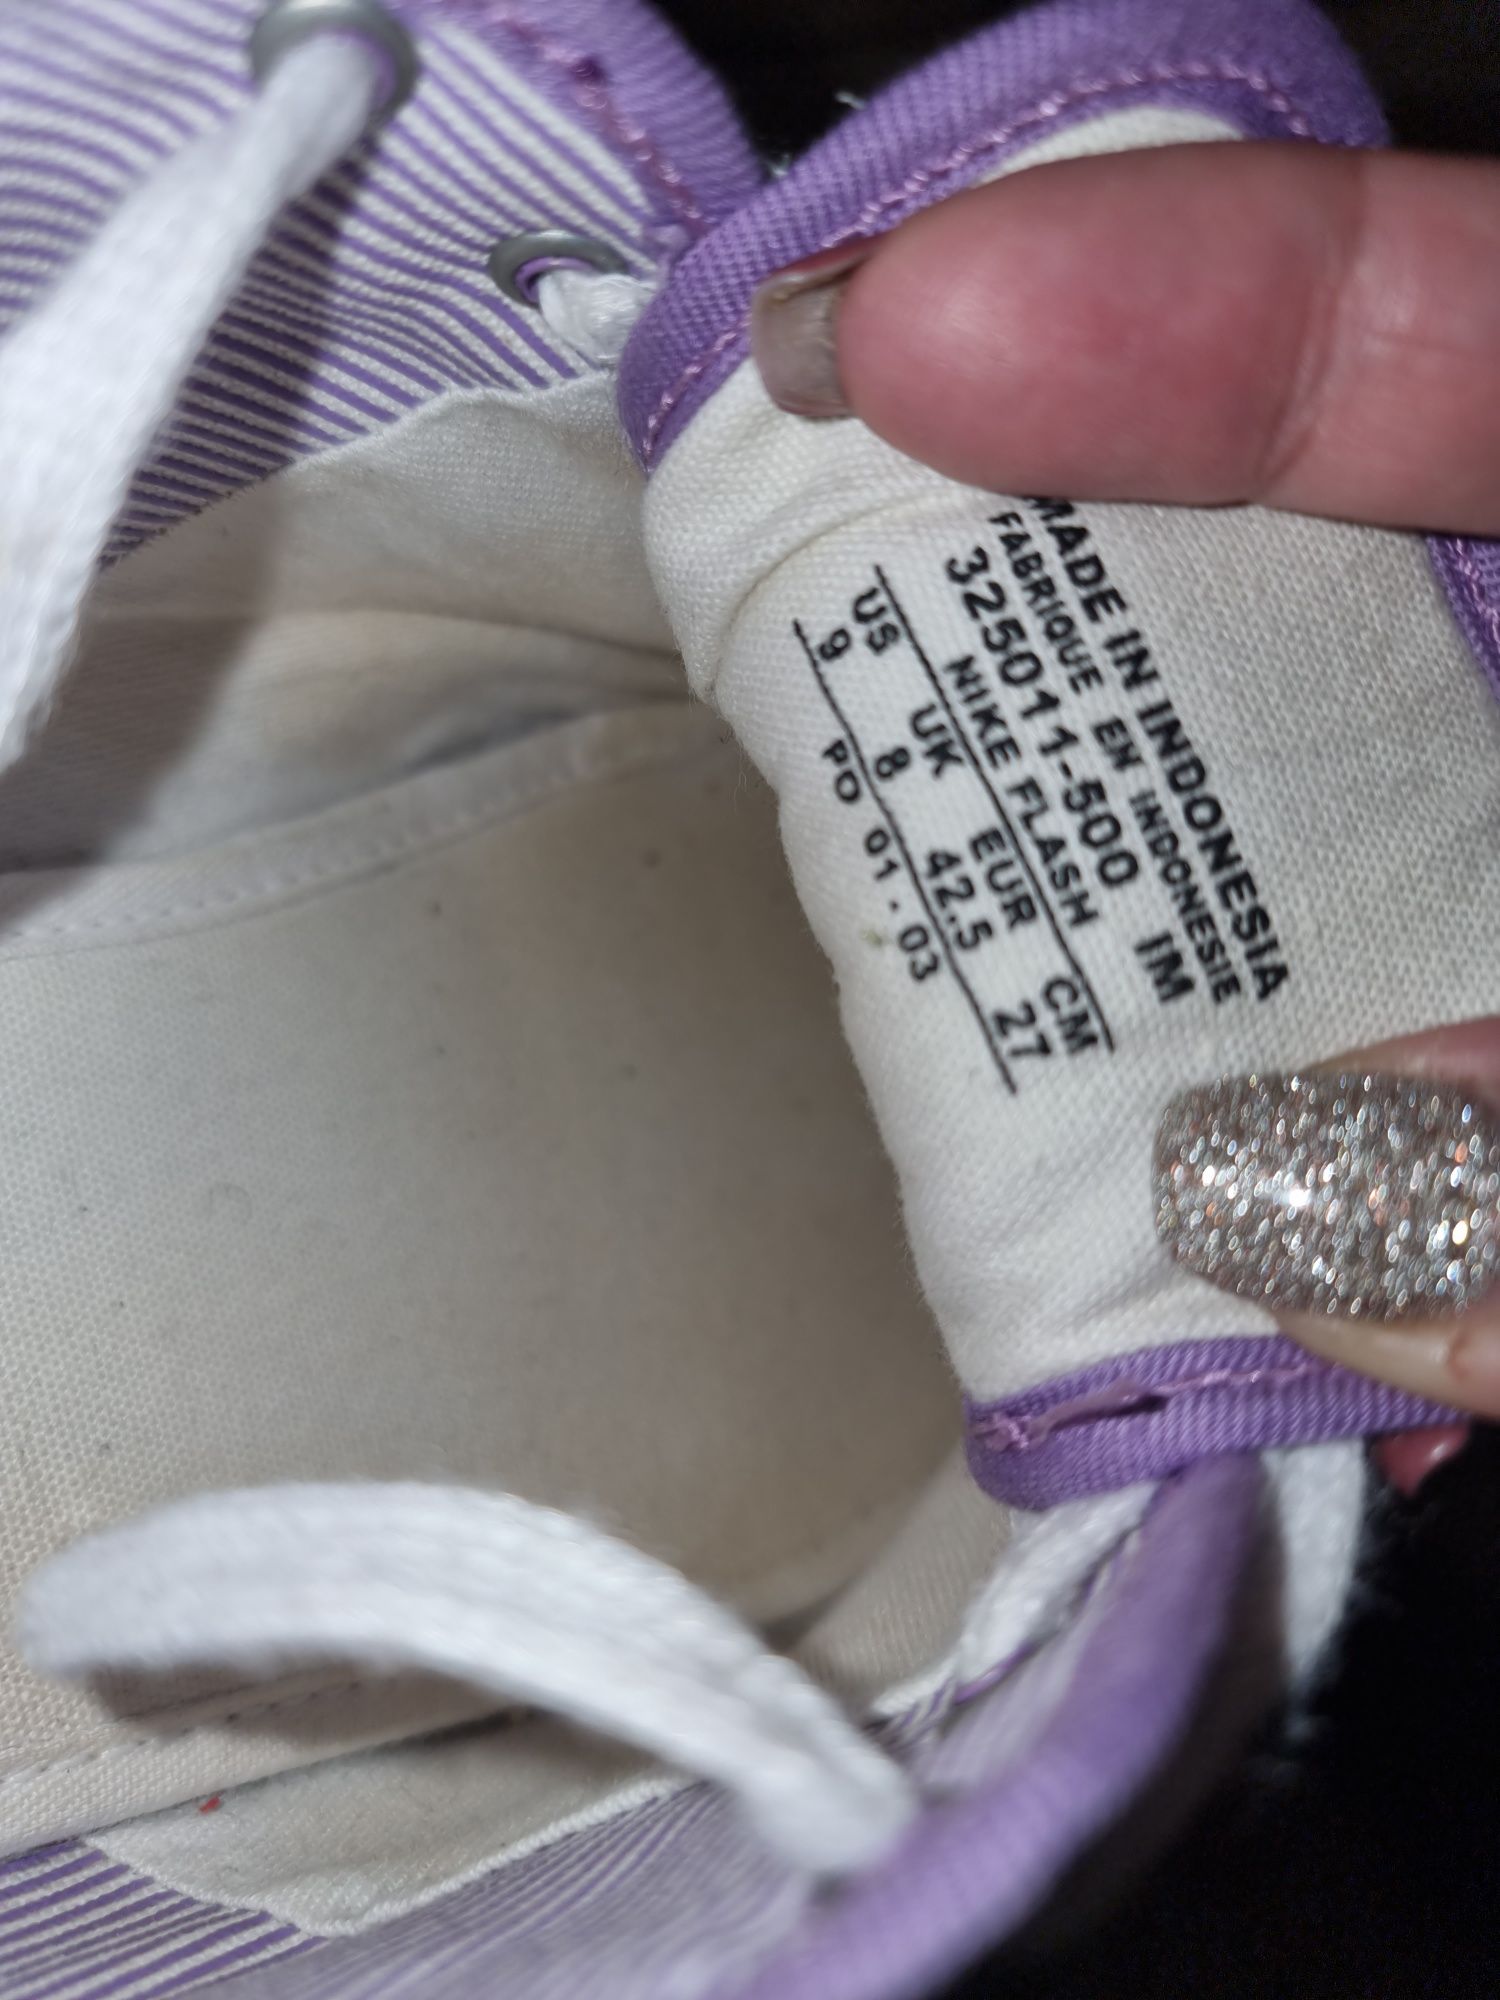 MADE IN INDONESIA
FABRIQUE EN INDONESIE
325011-500 IM
NIKE FLASH
US UK EUR CM
9 8 42.5 27
PO 01-03